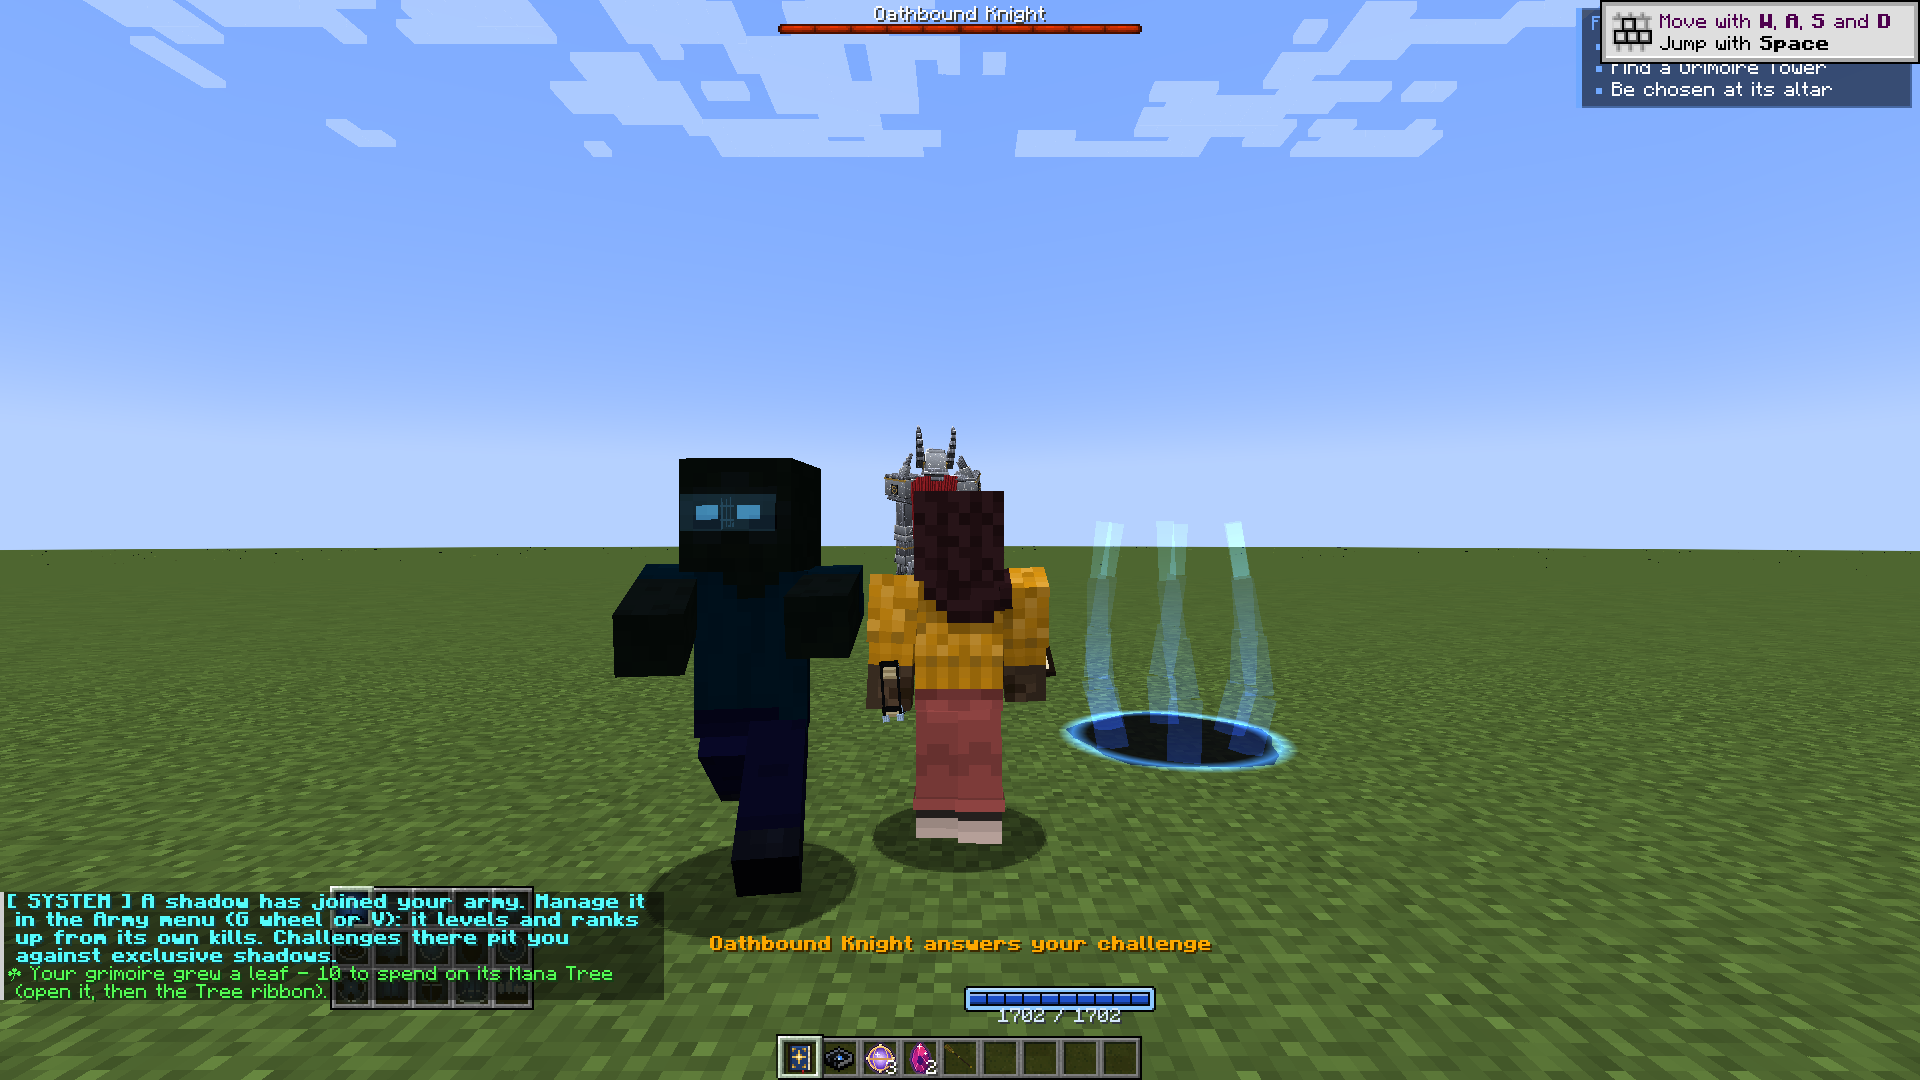 Oathbound Knight
Move with W, A, S and D
Jump with Space
Find a Grimoire Tower
Be chosen at its altar
[ SYSTEM ] A shadow has joined your army. Manage it
in the Army menu (G wheel or V): it levels and ranks
up from its own kills. Challenges there pit you
against exclusive shadows.
☘ Your grimoire grew a leaf - 10 to spend on its Mana Tree
(open it, then the Tree ribbon).
Oathbound Knight answers your challenge
1702 / 1702
3
2